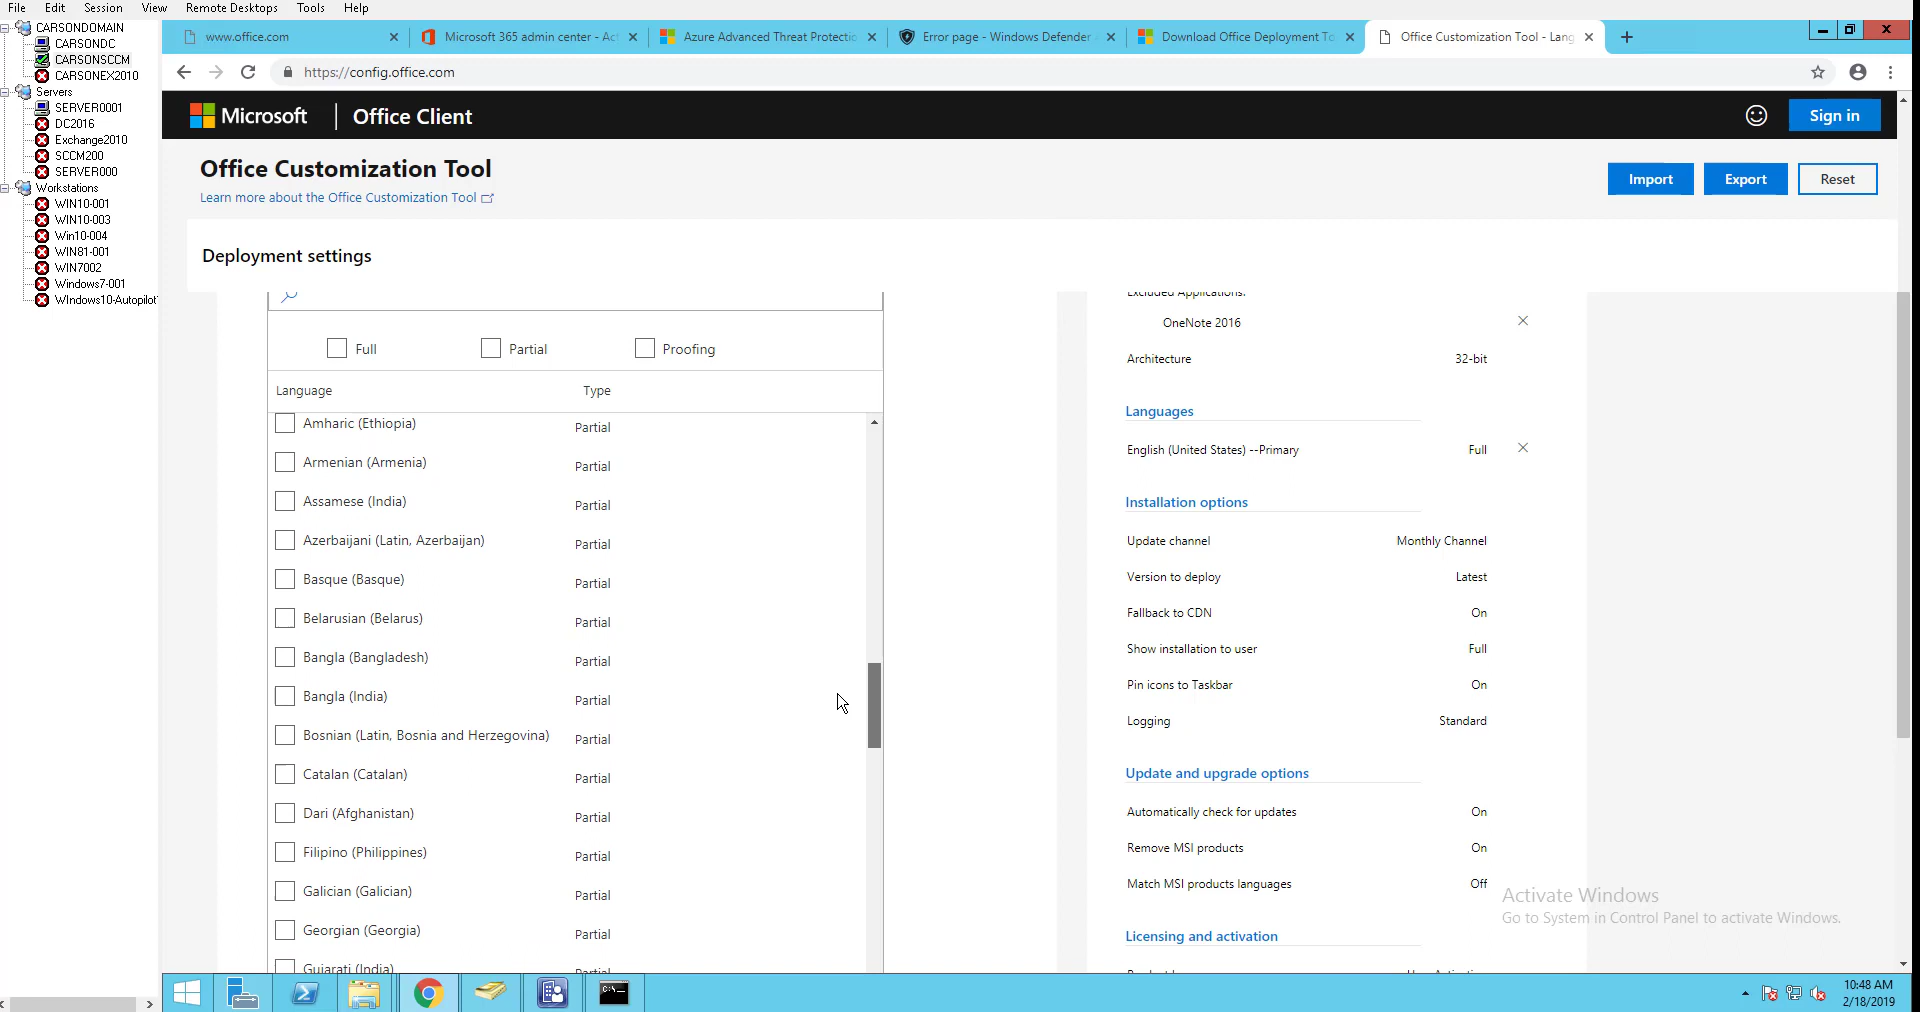 File Edit Session View Remote Desktops Tools Help
CARSONDOMAIN
CARSONDC
CARSONSCCM
CARSONEX2010
Servers
SERVER0001
DC2016
Exchange2010
SCCM200
SERVER000
Workstations
WIN10-001
WIN10-003
Win10-004
WIN81-001
WIN7002
Windows7-001
WIndows10-Autopilot
www.office.com
Microsoft 365 admin center - Ac
Azure Advanced Threat Protectio
Error page - Windows Defender
Download Office Deployment To
Office Customization Tool - Lang
https://config.office.com
Microsoft | Office Client
Sign in
Office Customization Tool
Learn more about the Office Customization Tool
Import
Export
Reset
Deployment settings
Full Partial Proofing
Language Type
Amharic (Ethiopia) Partial
Armenian (Armenia) Partial
Assamese (India) Partial
Azerbaijani (Latin, Azerbaijan) Partial
Basque (Basque) Partial
Belarusian (Belarus) Partial
Bangla (Bangladesh) Partial
Bangla (India) Partial
Bosnian (Latin, Bosnia and Herzegovina) Partial
Catalan (Catalan) Partial
Dari (Afghanistan) Partial
Filipino (Philippines) Partial
Galician (Galician) Partial
Georgian (Georgia) Partial
Gujarati (India) Partial
Excluded Applications:
OneNote 2016
Architecture 32-bit
Languages
English (United States) --Primary Full
Installation options
Update channel Monthly Channel
Version to deploy Latest
Fallback to CDN On
Show installation to user Full
Pin icons to Taskbar On
Logging Standard
Update and upgrade options
Automatically check for updates On
Remove MSI products On
Match MSI products languages Off
Licensing and activation
Activate Windows
Go to System in Control Panel to activate Windows.
10:48 AM
2/18/2019